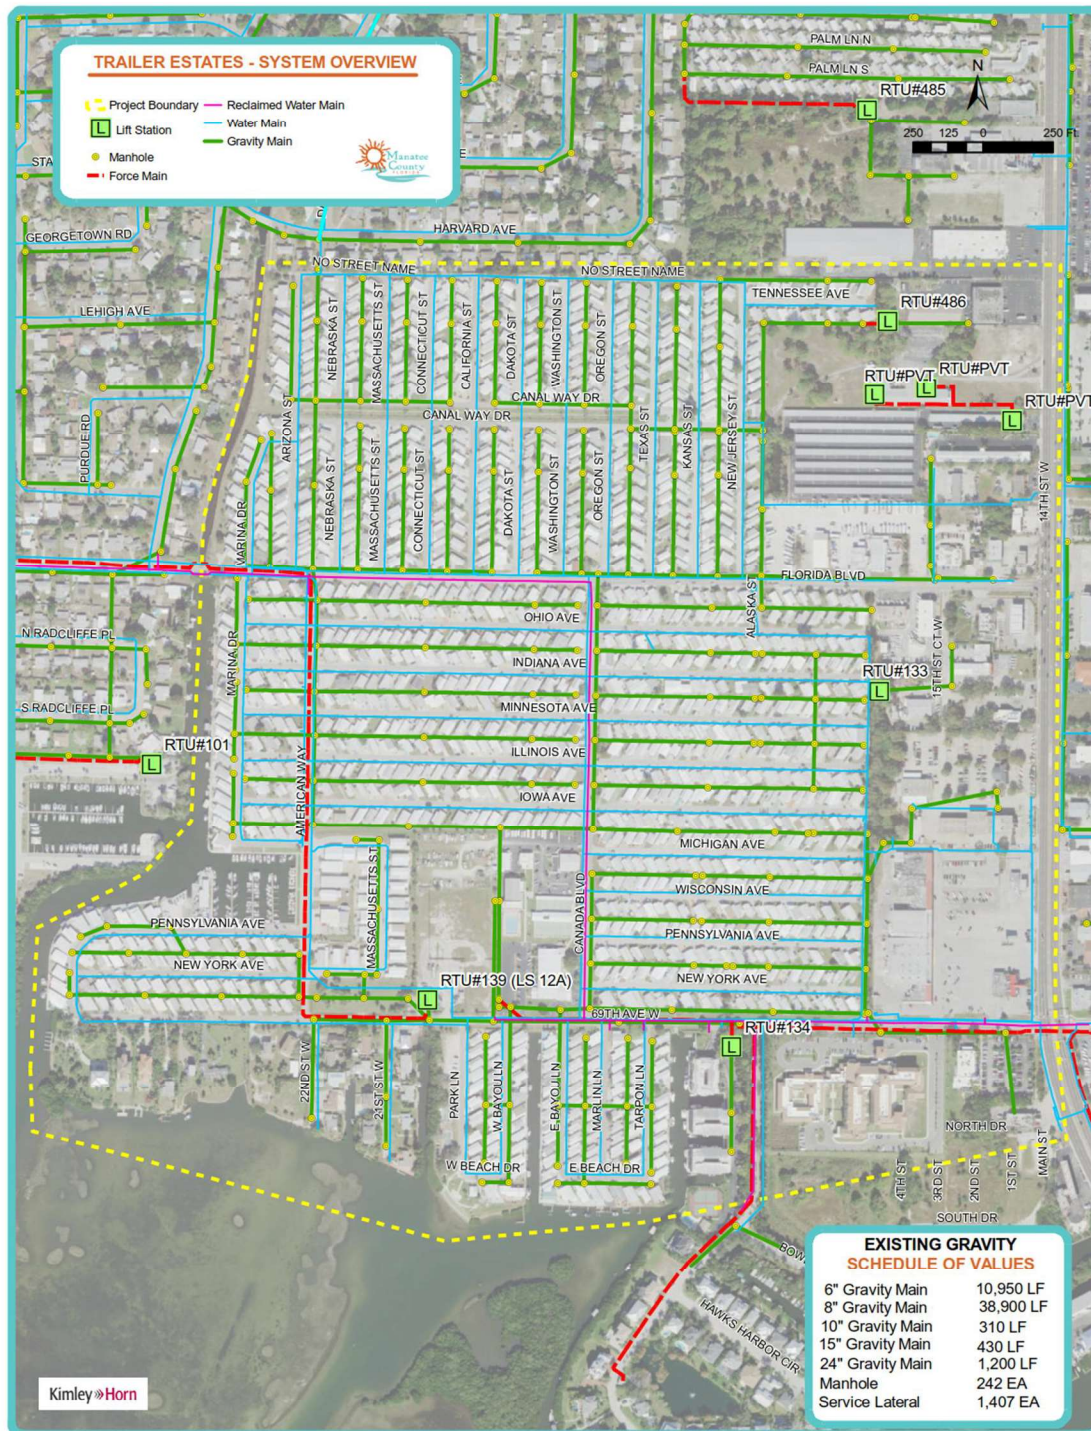 TRAILER ESTATES - SYSTEM OVERVIEW
Project Boundary
Reclaimed Water Main
L Lift Station
Water Main
Gravity Main
Manhole
Force Main
Manatee
County
FLORIDA
PALM LN N
PALM LN S
N
RTU#485
L
250 125 0 250 FT
STA
E
HARVARD AVE
GEORGETOWN RD
NO STREET NAME
NO STREET NAME
TENNESSEE AVE
LEHIGH AVE
RTU#486
L
NEBRASKA ST
MASSACHUSETTS ST
CONNECTICUT ST
CALIFORNIA ST
DAKOTA ST
WASHINGTON ST
OREGON ST
RTU#PVT
L
RTU#PVT
L
RTU#PVT
L
CANAL WAY DR
CANAL WAY DR
ARIZONA ST
TEXAS ST
KANSAS ST
NEW JERSEY ST
PURDUE RD
NEBRASKA ST
MASSACHUSETTS ST
CONNECTICUT ST
DAKOTA ST
WASHINGTON ST
OREGON ST
14TH ST W
MARINA DR
FLORIDA BLVD
ALASKA ST
OHIO AVE
N RADCLIFFE PL
MARINA DR
INDIANA AVE
15TH ST CT W
RTU#133
L
MINNESOTA AVE
S RADCLIFFE PL
RTU#101
L
ILLINOIS AVE
AMERICAN WAY
IOWA AVE
MICHIGAN AVE
MASSACHUSETTS ST
WISCONSIN AVE
CANADA BLVD
PENNSYLVANIA AVE
PENNSYLVANIA AVE
NEW YORK AVE
NEW YORK AVE
RTU#139 (LS 12A)
L
69TH AVE W
RTU#134
L
22ND ST W
21ST ST W
PARK LN
W BAYOU LN
E BAYOU LN
MARLIN LN
TARPON LN
W BEACH DR
E BEACH DR
NORTH DR
4TH ST
3RD ST
2ND ST
1ST ST
MAIN ST
SOUTH DR
BOW
HAWKS HARBOR CIR
EXISTING GRAVITY
SCHEDULE OF VALUES
6" Gravity Main 10,950 LF
8" Gravity Main 38,900 LF
10" Gravity Main 310 LF
15" Gravity Main 430 LF
24" Gravity Main 1,200 LF
Manhole 242 EA
Service Lateral 1,407 EA
Kimley»Horn